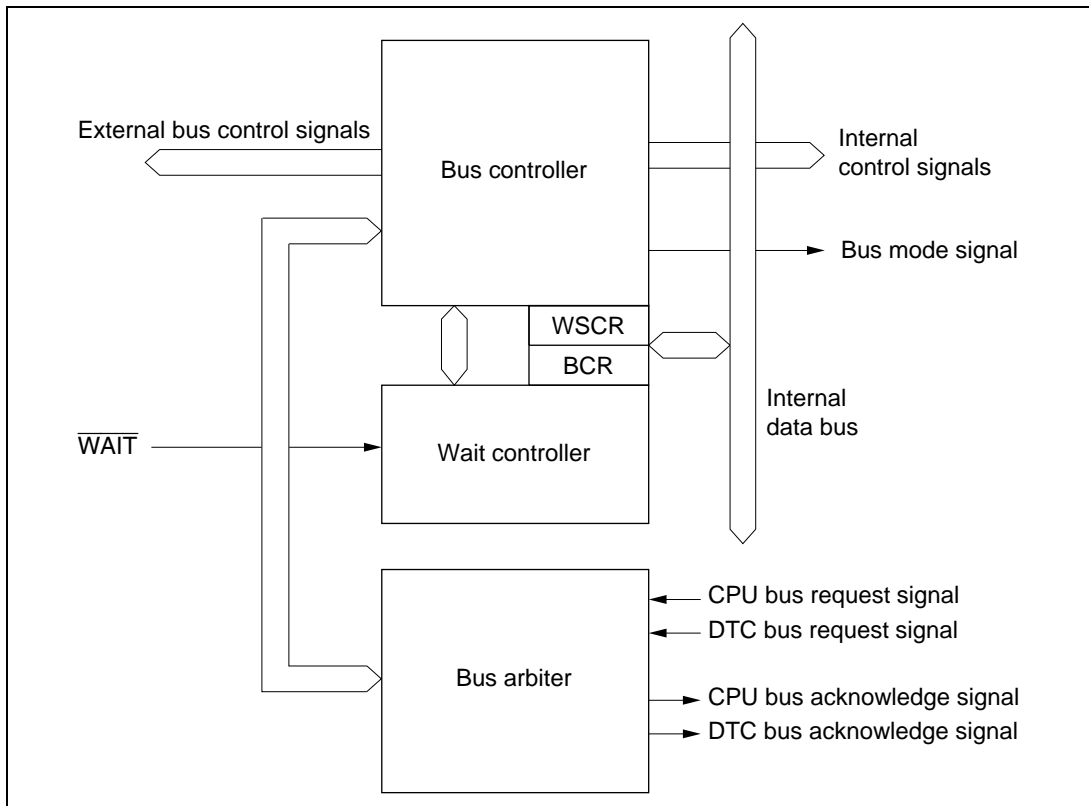 External bus control signals
Bus controller
Internal
control signals
Bus mode signal
WSCR
BCR
Internal
data bus
WAIT
Wait controller
CPU bus request signal
DTC bus request signal
Bus arbiter
CPU bus acknowledge signal
DTC bus acknowledge signal